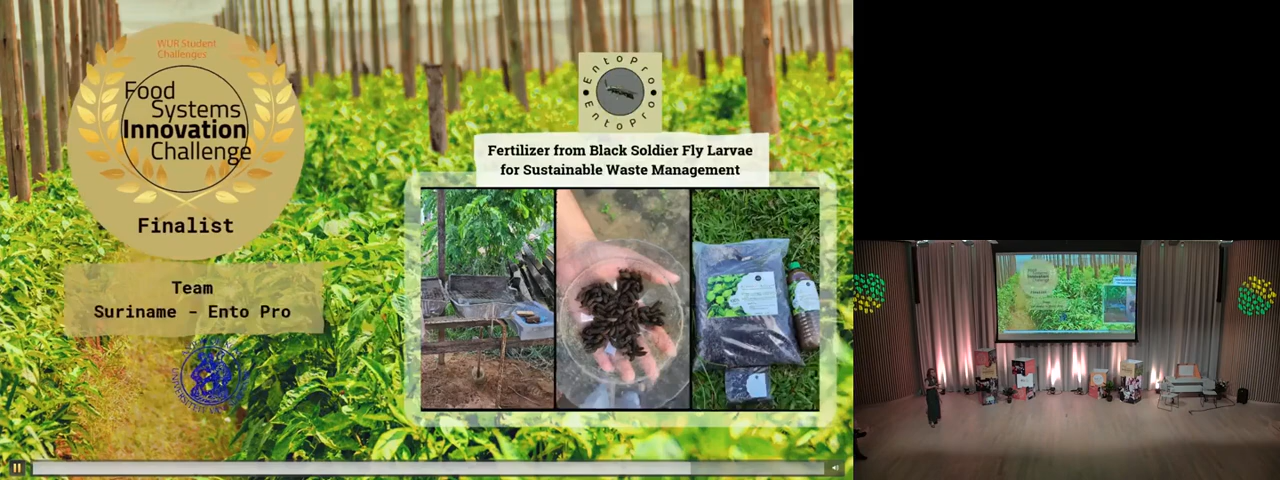 WUR Student
Challenges
Food
Systems
Innovation
Challenge
Finalist
Team
Suriname - Ento Pro
EntoPro
EntoPro
Fertilizer from Black Soldier Fly Larvae
for Sustainable Waste Management